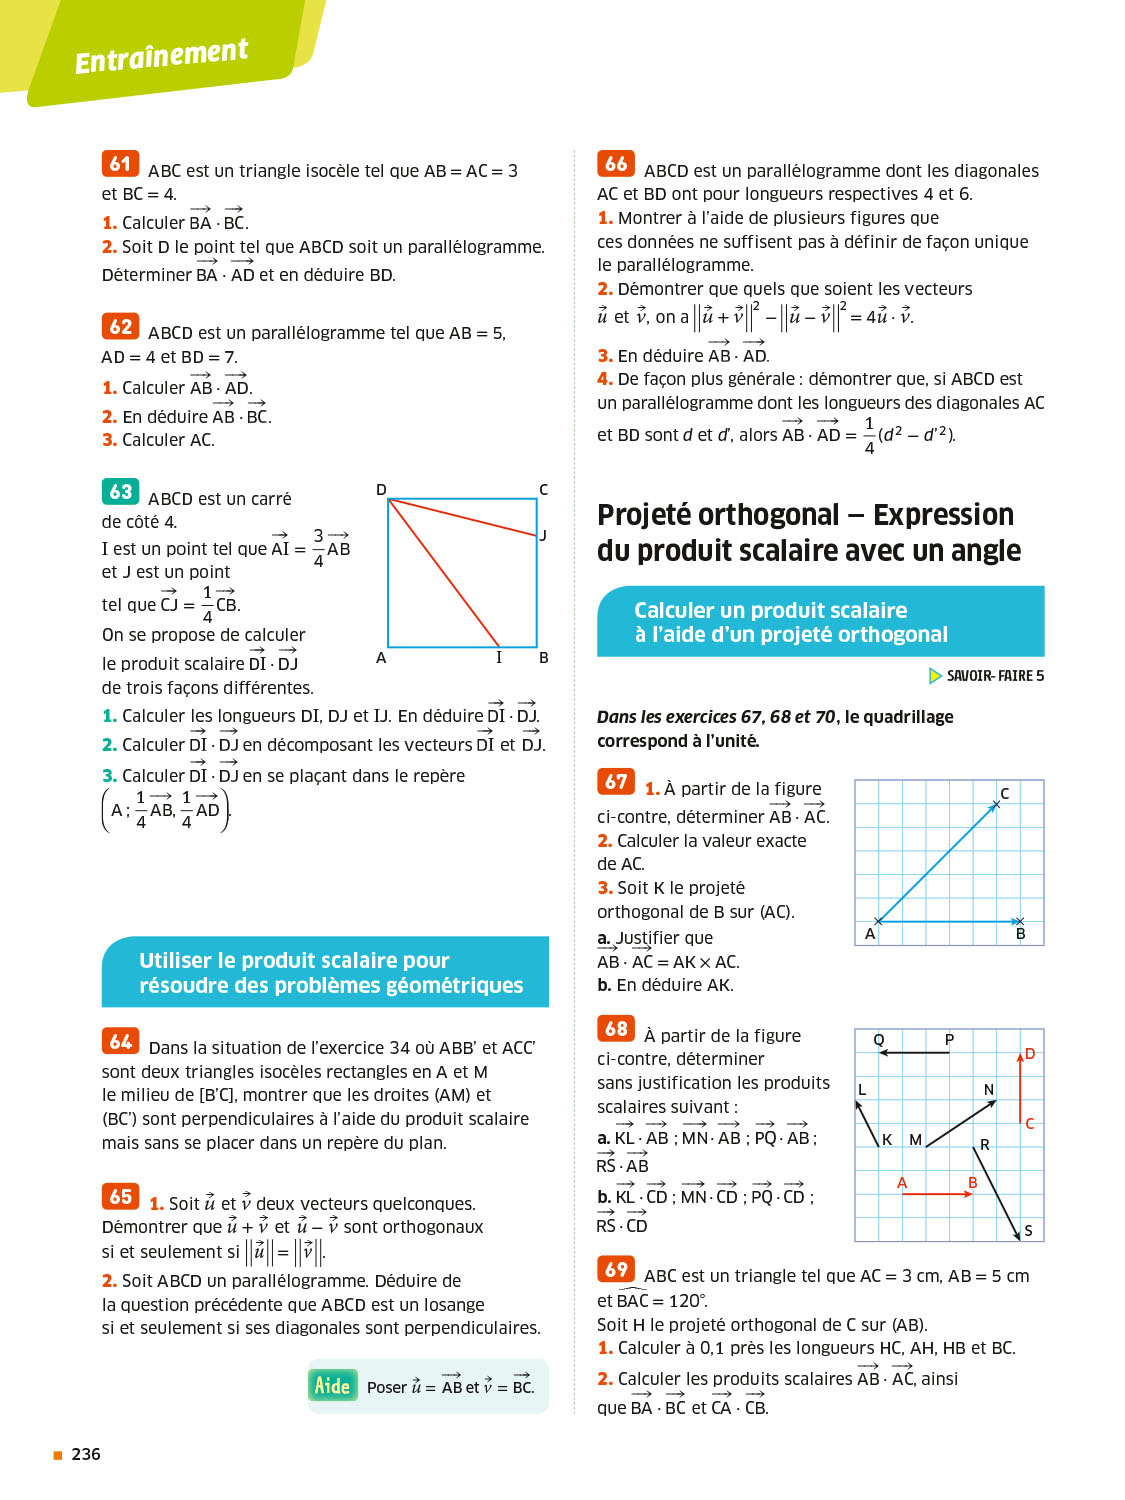 Entraînement
61 ABC est un triangle isocèle tel que AB = AC = 3
et BC = 4.
1. Calculer \(\overrightarrow{BA} \cdot \overrightarrow{BC}\).
2. Soit D le point tel que ABCD soit un parallélogramme.
Déterminer \(\overrightarrow{BA} \cdot \overrightarrow{AD}\) et en déduire BD.
62 ABCD est un parallélogramme tel que AB = 5,
AD = 4 et BD = 7.
1. Calculer \(\overrightarrow{AB} \cdot \overrightarrow{AD}\).
2. En déduire \(\overrightarrow{AB} \cdot \overrightarrow{BC}\).
3. Calculer AC.
63 ABCD est un carré
de côté 4.
I est un point tel que \(\overrightarrow{AI} = \frac{3}{4}\overrightarrow{AB}\)
et J est un point
tel que \(\overrightarrow{CJ} = \frac{1}{4}\overrightarrow{CB}\).
On se propose de calculer
le produit scalaire \(\overrightarrow{DI} \cdot \overrightarrow{DJ}\)
de trois façons différentes.
D C
J
A I B
1. Calculer les longueurs DI, DJ et IJ. En déduire \(\overrightarrow{DI} \cdot \overrightarrow{DJ}\).
2. Calculer \(\overrightarrow{DI} \cdot \overrightarrow{DJ}\) en décomposant les vecteurs \(\overrightarrow{DI}\) et \(\overrightarrow{DJ}\).
3. Calculer \(\overrightarrow{DI} \cdot \overrightarrow{DJ}\) en se plaçant dans le repère
\(\left(A ; \frac{1}{4}\overrightarrow{AB}, \frac{1}{4}\overrightarrow{AD}\right)\).
Utiliser le produit scalaire pour
résoudre des problèmes géométriques
64 Dans la situation de l’exercice 34 où ABB’ et ACC’
sont deux triangles isocèles rectangles en A et M
le milieu de [B’C], montrer que les droites (AM) et
(BC’) sont perpendiculaires à l’aide du produit scalaire
mais sans se placer dans un repère du plan.
65 1. Soit \(\vec{u}\) et \(\vec{v}\) deux vecteurs quelconques.
Démontrer que \(\vec{u} + \vec{v}\) et \(\vec{u} - \vec{v}\) sont orthogonaux
si et seulement si \(||\vec{u}|| = ||\vec{v}||\).
2. Soit ABCD un parallélogramme. Déduire de
la question précédente que ABCD est un losange
si et seulement si ses diagonales sont perpendiculaires.
Aide Poser \(\vec{u} = \overrightarrow{AB}\) et \(\vec{v} = \overrightarrow{BC}\).
66 ABCD est un parallélogramme dont les diagonales
AC et BD ont pour longueurs respectives 4 et 6.
1. Montrer à l’aide de plusieurs figures que
ces données ne suffisent pas à définir de façon unique
le parallélogramme.
2. Démontrer que quels que soient les vecteurs
\(\vec{u}\) et \(\vec{v}\), on a \(||\vec{u} + \vec{v}||^2 - ||\vec{u} - \vec{v}||^2 = 4\vec{u} \cdot \vec{v}\).
3. En déduire \(\overrightarrow{AB} \cdot \overrightarrow{AD}\).
4. De façon plus générale : démontrer que, si ABCD est
un parallélogramme dont les longueurs des diagonales AC
et BD sont d et d’, alors \(\overrightarrow{AB} \cdot \overrightarrow{AD} = \frac{1}{4}(d^2 - d’^2)\).
Projeté orthogonal – Expression
du produit scalaire avec un angle
Calculer un produit scalaire
à l’aide d’un projeté orthogonal
SAVOIR-FAIRE 5
Dans les exercices 67, 68 et 70, le quadrillage
correspond à l’unité.
67 1. À partir de la figure
ci-contre, déterminer \(\overrightarrow{AB} \cdot \overrightarrow{AC}\).
2. Calculer la valeur exacte
de AC.
3. Soit K le projeté
orthogonal de B sur (AC).
a. Justifier que
\(\overrightarrow{AB} \cdot \overrightarrow{AC} = AK \times AC\).
b. En déduire AK.
C
A B
68 À partir de la figure
ci-contre, déterminer
sans justification les produits
scalaires suivant :
a. \(\overrightarrow{KL} \cdot \overrightarrow{AB}\) ; \(\overrightarrow{MN} \cdot \overrightarrow{AB}\) ; \(\overrightarrow{PQ} \cdot \overrightarrow{AB}\) ;
\(\overrightarrow{RS} \cdot \overrightarrow{AB}\)
b. \(\overrightarrow{KL} \cdot \overrightarrow{CD}\) ; \(\overrightarrow{MN} \cdot \overrightarrow{CD}\) ; \(\overrightarrow{PQ} \cdot \overrightarrow{CD}\) ;
\(\overrightarrow{RS} \cdot \overrightarrow{CD}\)
Q P
D
L N
C
K M R
A B
S
69 ABC est un triangle tel que AC = 3 cm, AB = 5 cm
et \(\widehat{BAC}\) = 120°.
Soit H le projeté orthogonal de C sur (AB).
1. Calculer à 0,1 près les longueurs HC, AH, HB et BC.
2. Calculer les produits scalaires \(\overrightarrow{AB} \cdot \overrightarrow{AC}\), ainsi
que \(\overrightarrow{BA} \cdot \overrightarrow{BC}\) et \(\overrightarrow{CA} \cdot \overrightarrow{CB}\).
236